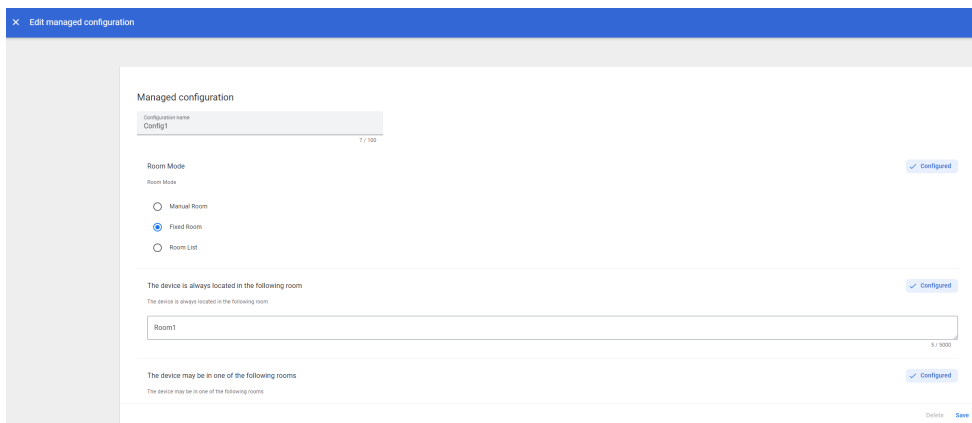 Edit managed configuration
Managed configuration
Configuration name
Config1
7 / 100
Room Mode
Configured
Room Mode
Manual Room
Fixed Room
Room List
The device is always located in the following room
Configured
The device is always located in the following room
Room1
5 / 5000
The device may be in one of the following rooms
Configured
The device may be in one of the following rooms
Delete Save